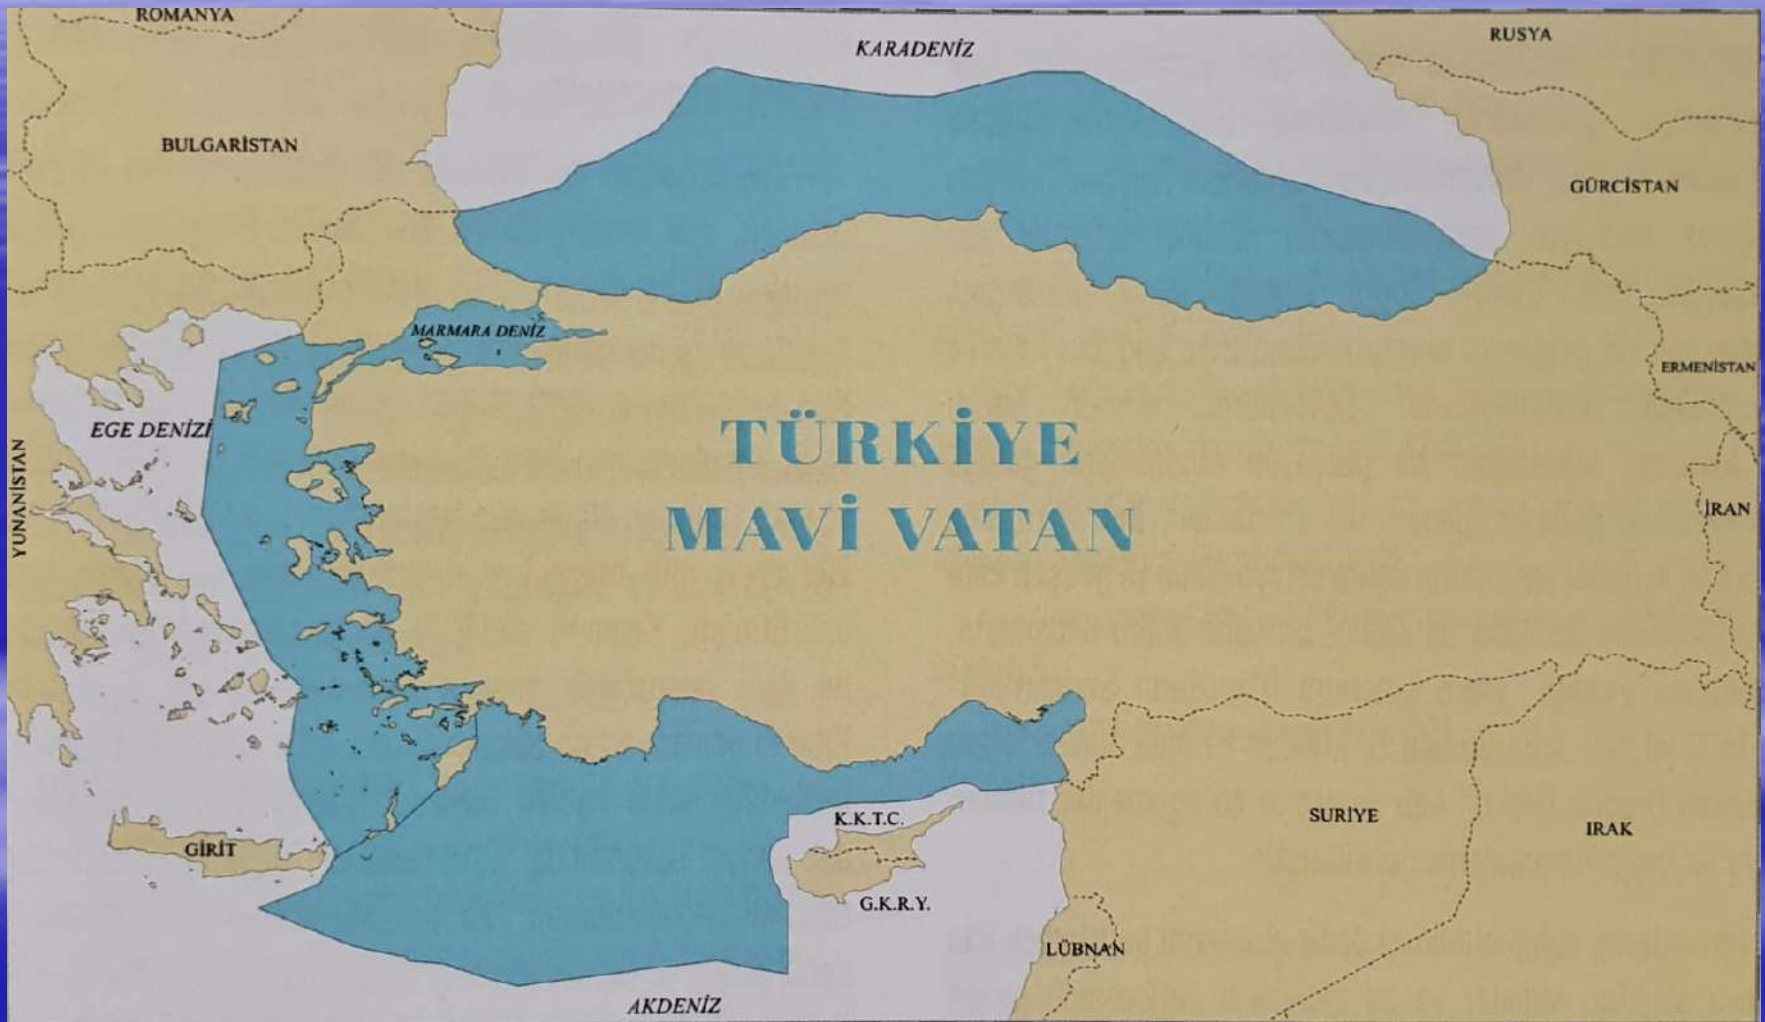 ROMANYA
KARADENİZ
RUSYA
BULGARİSTAN
GÜRCİSTAN
MARMARA DENİZ
ERMENİSTAN
EGE DENİZİ
YUNANİSTAN
TÜRKİYE
MAVİ VATAN
İRAN
K.K.T.C.
SURİYE
IRAK
GİRİT
G.K.R.Y.
LÜBNAN
AKDENİZ